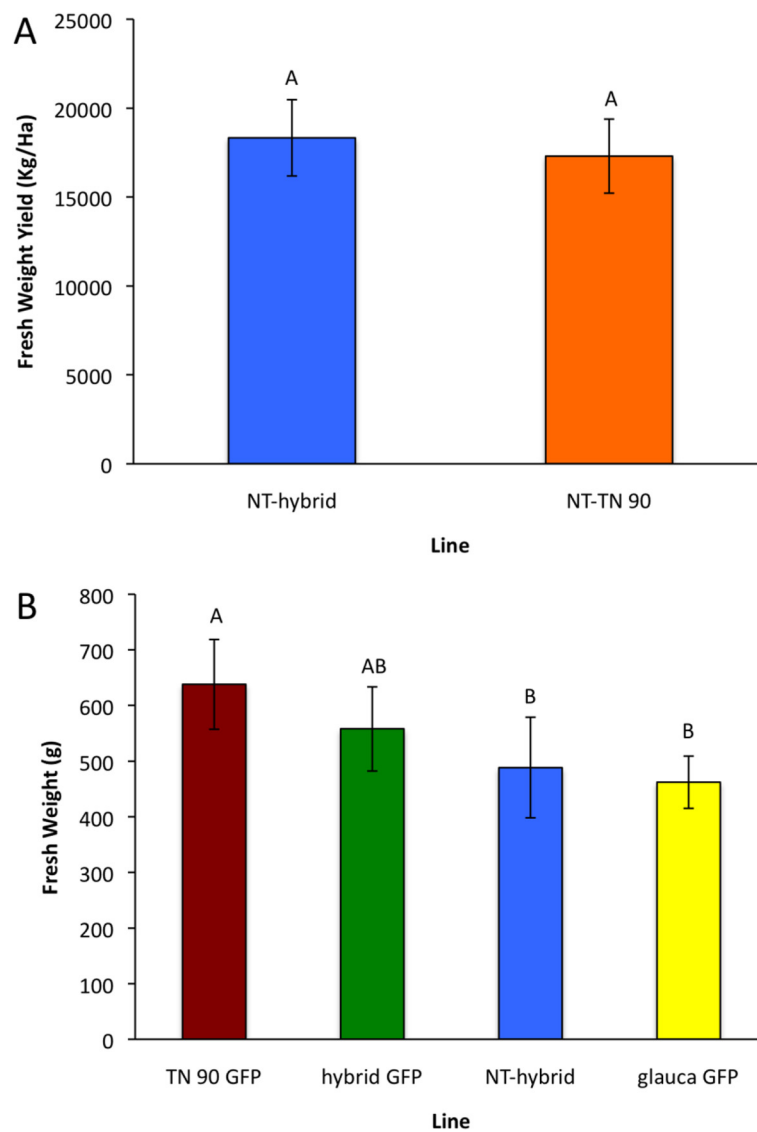 A
25000
20000
15000
10000
5000
0
Fresh Weight Yield (Kg/Ha)
A
A
NT-hybrid
NT-TN 90
Line
B
800
700
600
500
400
300
200
100
0
Fresh Weight (g)
A
AB
B
B
TN 90 GFP
hybrid GFP
NT-hybrid
glauca GFP
Line